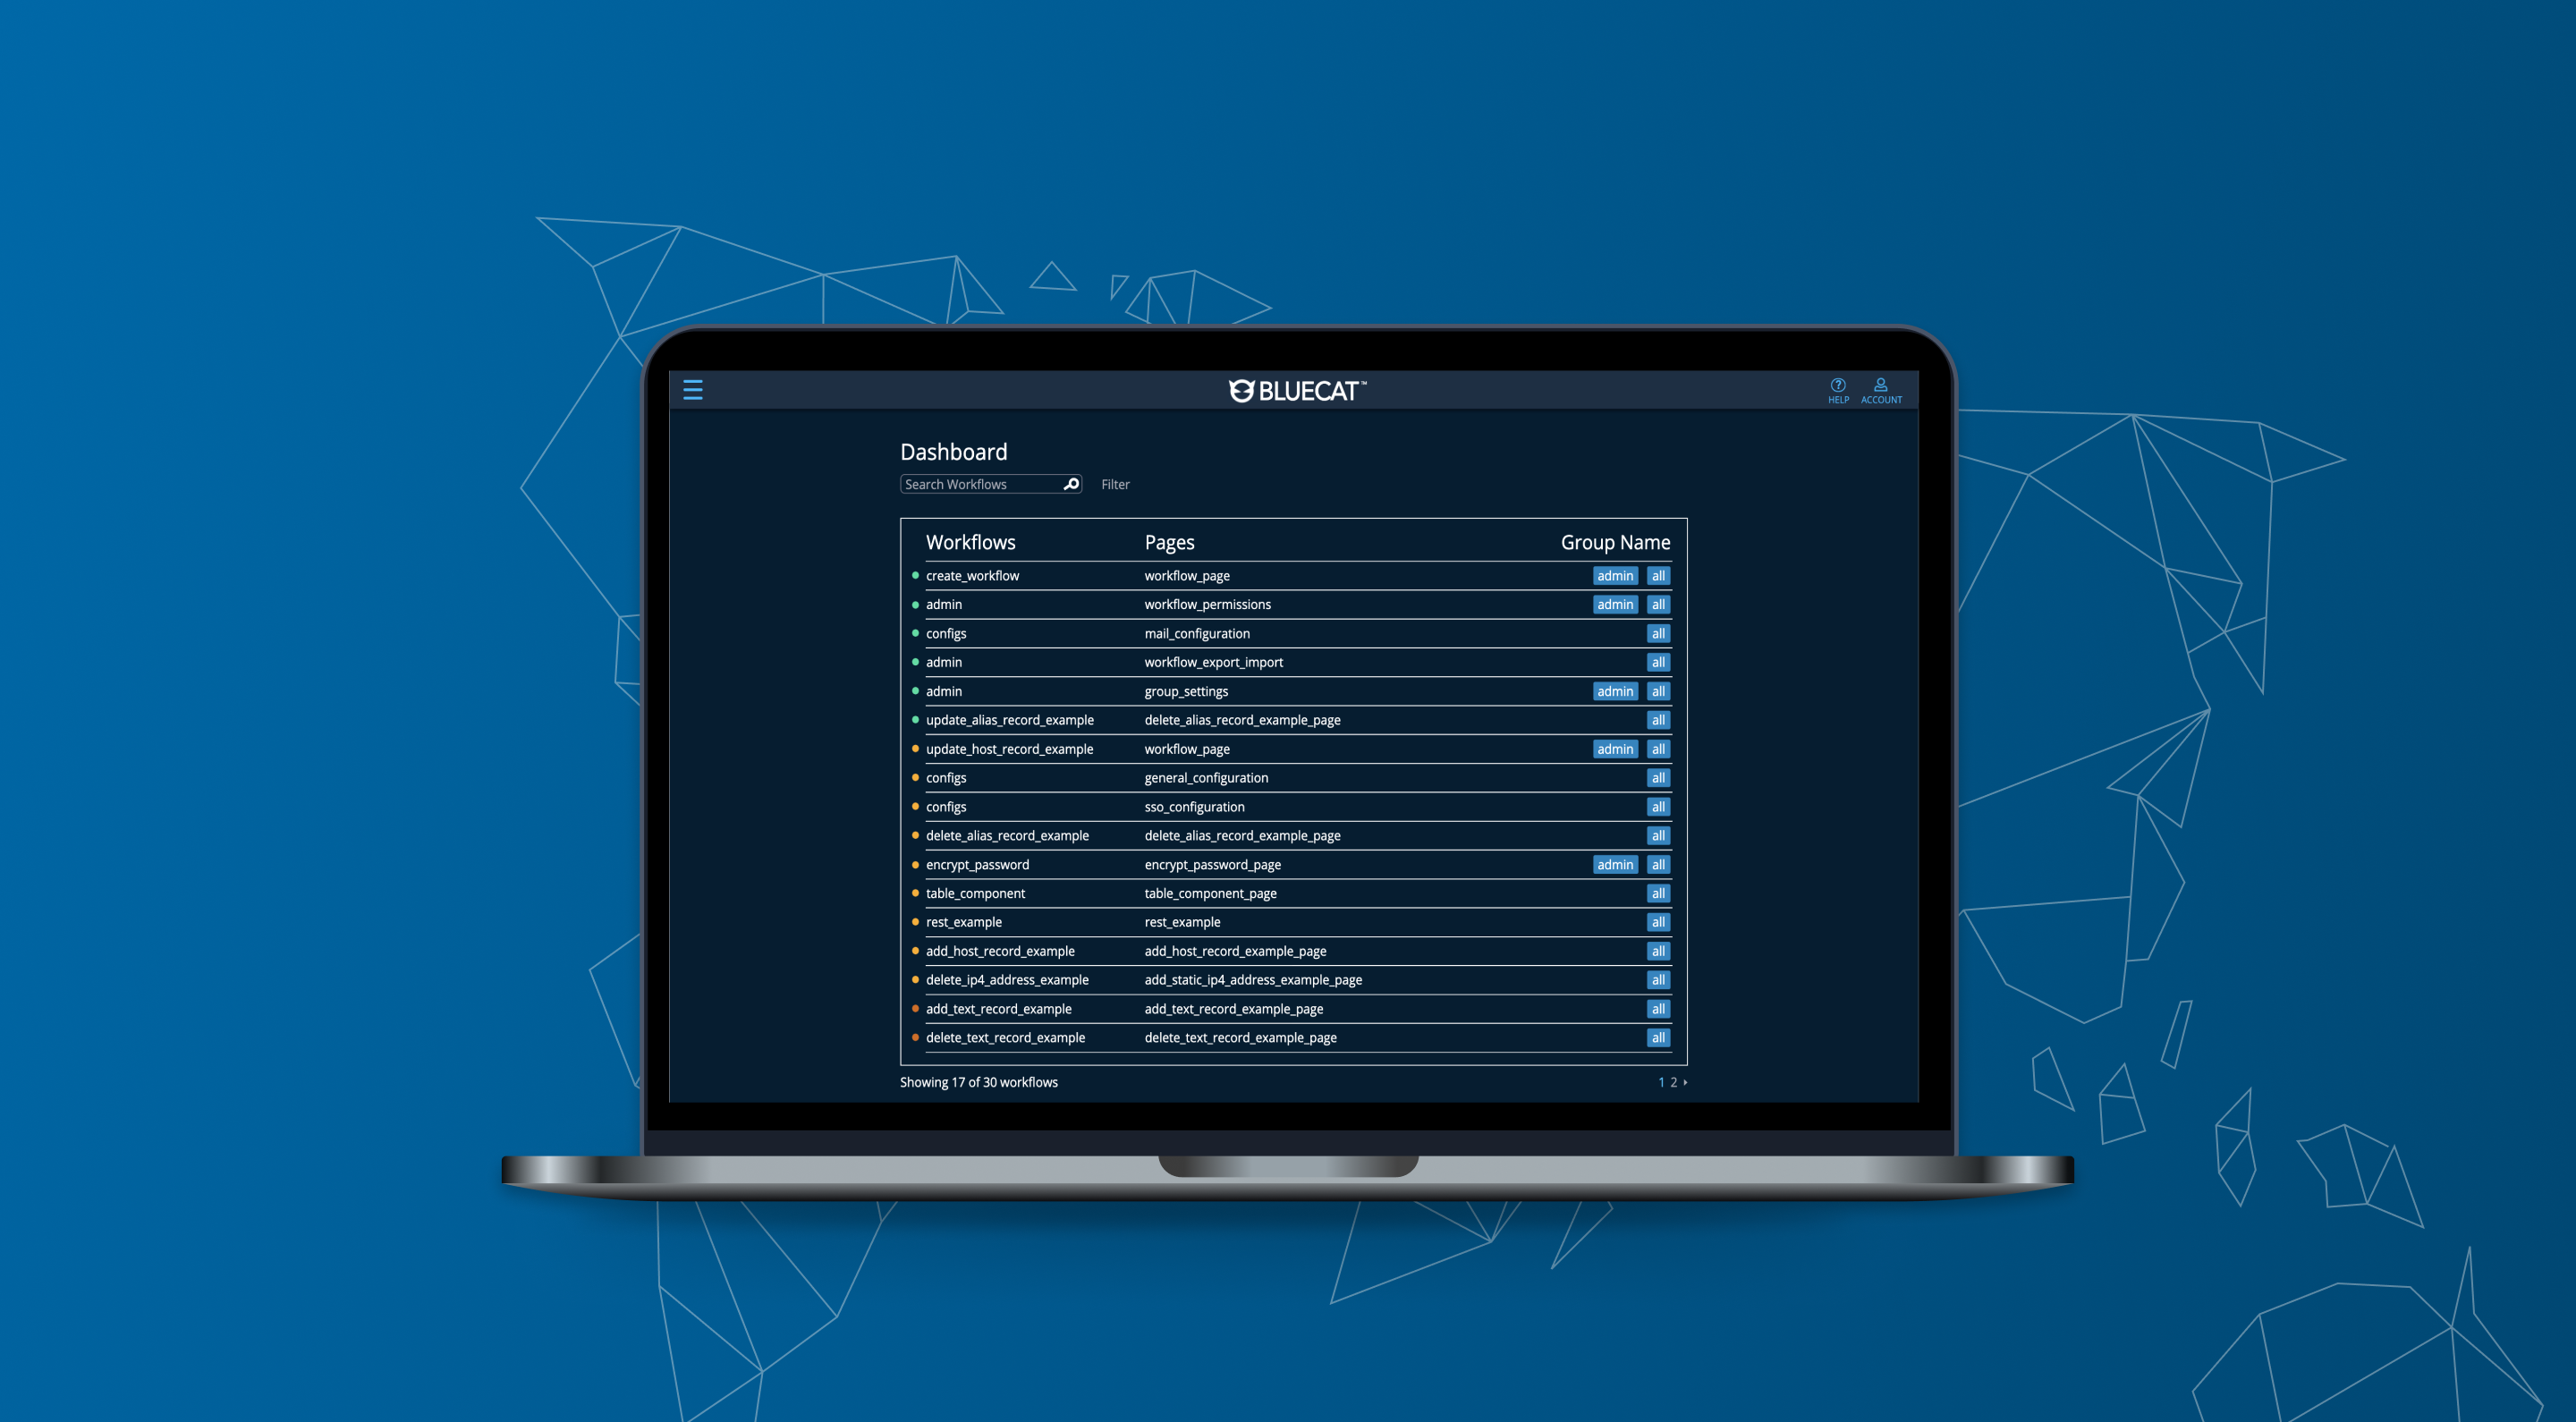 BLUECAT™
HELP ACCOUNT
Dashboard
Search Workflows Filter
Workflows Pages Group Name
create_workflow workflow_page admin all
admin workflow_permissions admin all
configs mail_configuration all
admin workflow_export_import all
admin group_settings admin all
update_alias_record_example delete_alias_record_example_page all
update_host_record_example workflow_page admin all
configs general_configuration all
configs sso_configuration all
delete_alias_record_example delete_alias_record_example_page all
encrypt_password encrypt_password_page admin all
table_component table_component_page all
rest_example rest_example all
add_host_record_example add_host_record_example_page all
delete_ip4_address_example add_static_ip4_address_example_page all
add_text_record_example add_text_record_example_page all
delete_text_record_example delete_text_record_example_page all
Showing 17 of 30 workflows 1 2